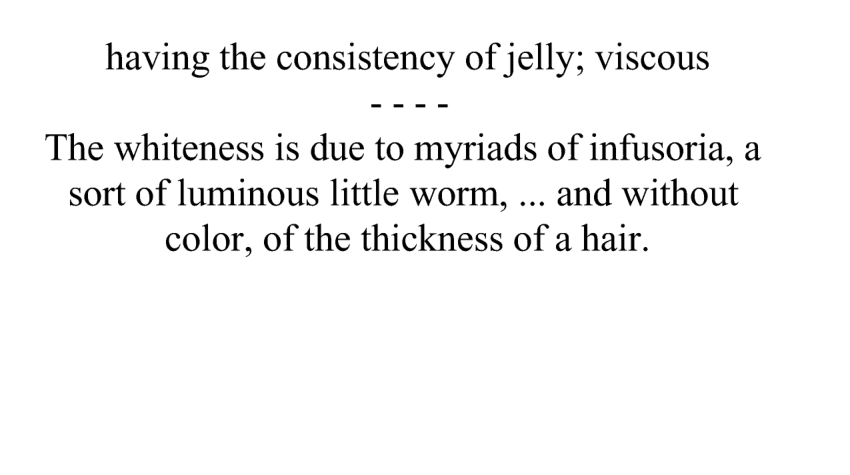 having the consistency of jelly; viscous
- - - -
The whiteness is due to myriads of infusoria, a
sort of luminous little worm, ... and without
color, of the thickness of a hair.